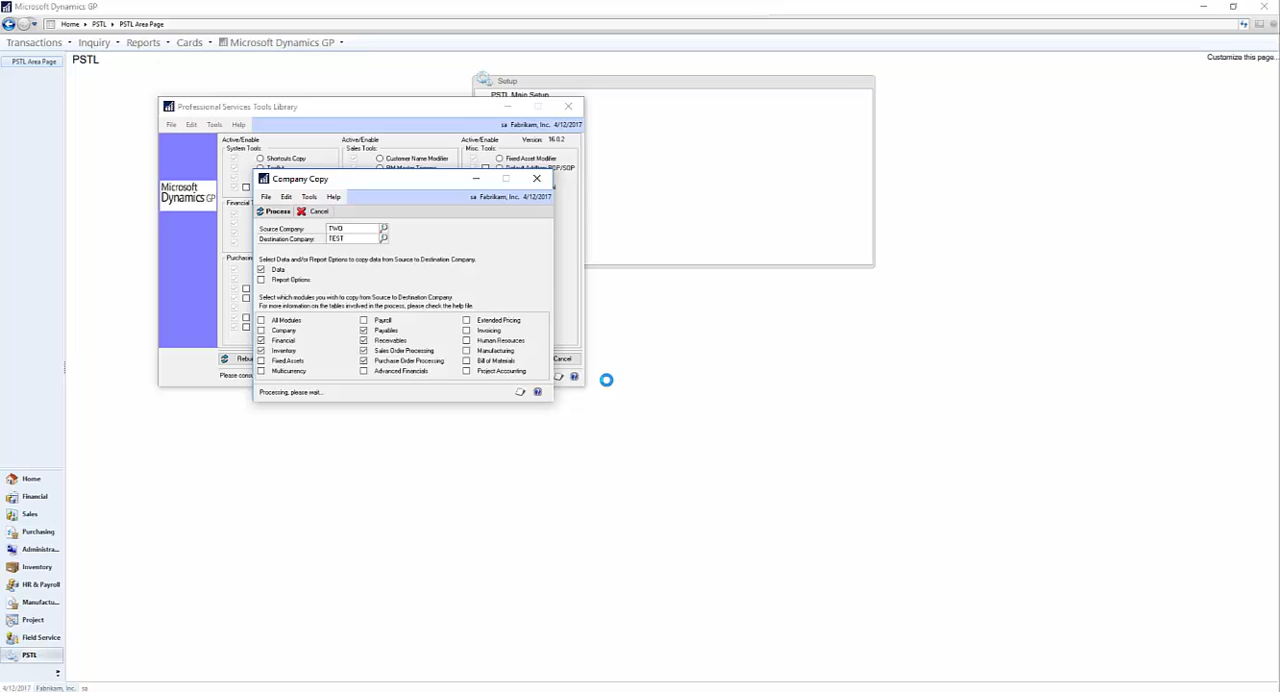 Microsoft Dynamics GP
Home ▸ PSTL ▸ PSTL Area Page
Transactions Inquiry Reports Cards Microsoft Dynamics GP
PSTL Area Page
PSTL
Customize this page...
Setup
PSTL Main Setup
Professional Services Tools Library
File Edit Tools Help
sa Fabrikam, Inc. 4/12/2017
Active/Enable Active/Enable Active/Enable Version: 16.0.2
System Tools: Sales Tools: Misc. Tools:
Shortcuts Copy Customer Name Modifier Fixed Asset Modifier
Microsoft
Dynamics GP
Financial
Purchasing
Cancel
Company Copy
File Edit Tools Help
sa Fabrikam, Inc. 4/12/2017
Process Cancel
Source Company: TWO
Destination Company: TEST
Select Data and/or Report Options to copy data from Source to Destination Company.
Data
Report Options
Select which modules you wish to copy from Source to Destination Company.
For more information on the tables involved in the process, please check the help file.
All Modules Payroll Extended Pricing
Company Payables Invoicing
Financial Receivables Human Resources
Inventory Sales Order Processing Manufacturing
Fixed Assets Purchase Order Processing Bill of Materials
Multicurrency Advanced Financials Project Accounting
Processing, please wait...
Home
Financial
Sales
Purchasing
Administra...
Inventory
HR & Payroll
Manufactu...
Project
Field Service
PSTL
4/12/2017 Fabrikam, Inc. sa